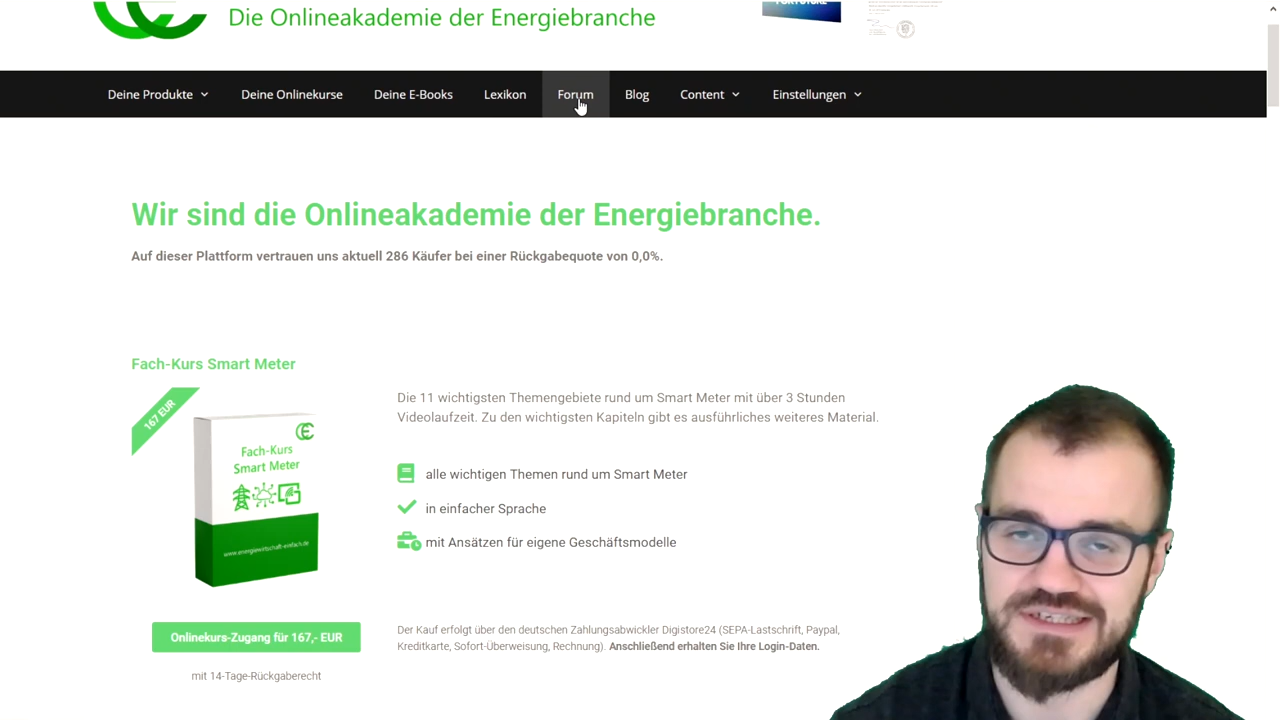 Die Onlineakademie der Energiebranche
Deine Produkte
Deine Onlinekurse
Deine E-Books
Lexikon
Forum
Blog
Content
Einstellungen
Wir sind die Onlineakademie der Energiebranche.
Auf dieser Plattform vertrauen uns aktuell 286 Käufer bei einer Rückgabequote von 0,0%.
Fach-Kurs Smart Meter
167 EUR
Fach-Kurs
Smart Meter
www.energiewirtschaft-einfach.de
Die 11 wichtigsten Themengebiete rund um Smart Meter mit über 3 Stunden
Videolaufzeit. Zu den wichtigsten Kapiteln gibt es ausführliches weiteres Material.
alle wichtigen Themen rund um Smart Meter
in einfacher Sprache
mit Ansätzen für eigene Geschäftsmodelle
Onlinekurs-Zugang für 167,- EUR
mit 14-Tage-Rückgaberecht
Der Kauf erfolgt über den deutschen Zahlungsabwickler Digistore24 (SEPA-Lastschrift, Paypal,
Kreditkarte, Sofort-Überweisung, Rechnung). Anschließend erhalten Sie Ihre Login-Daten.